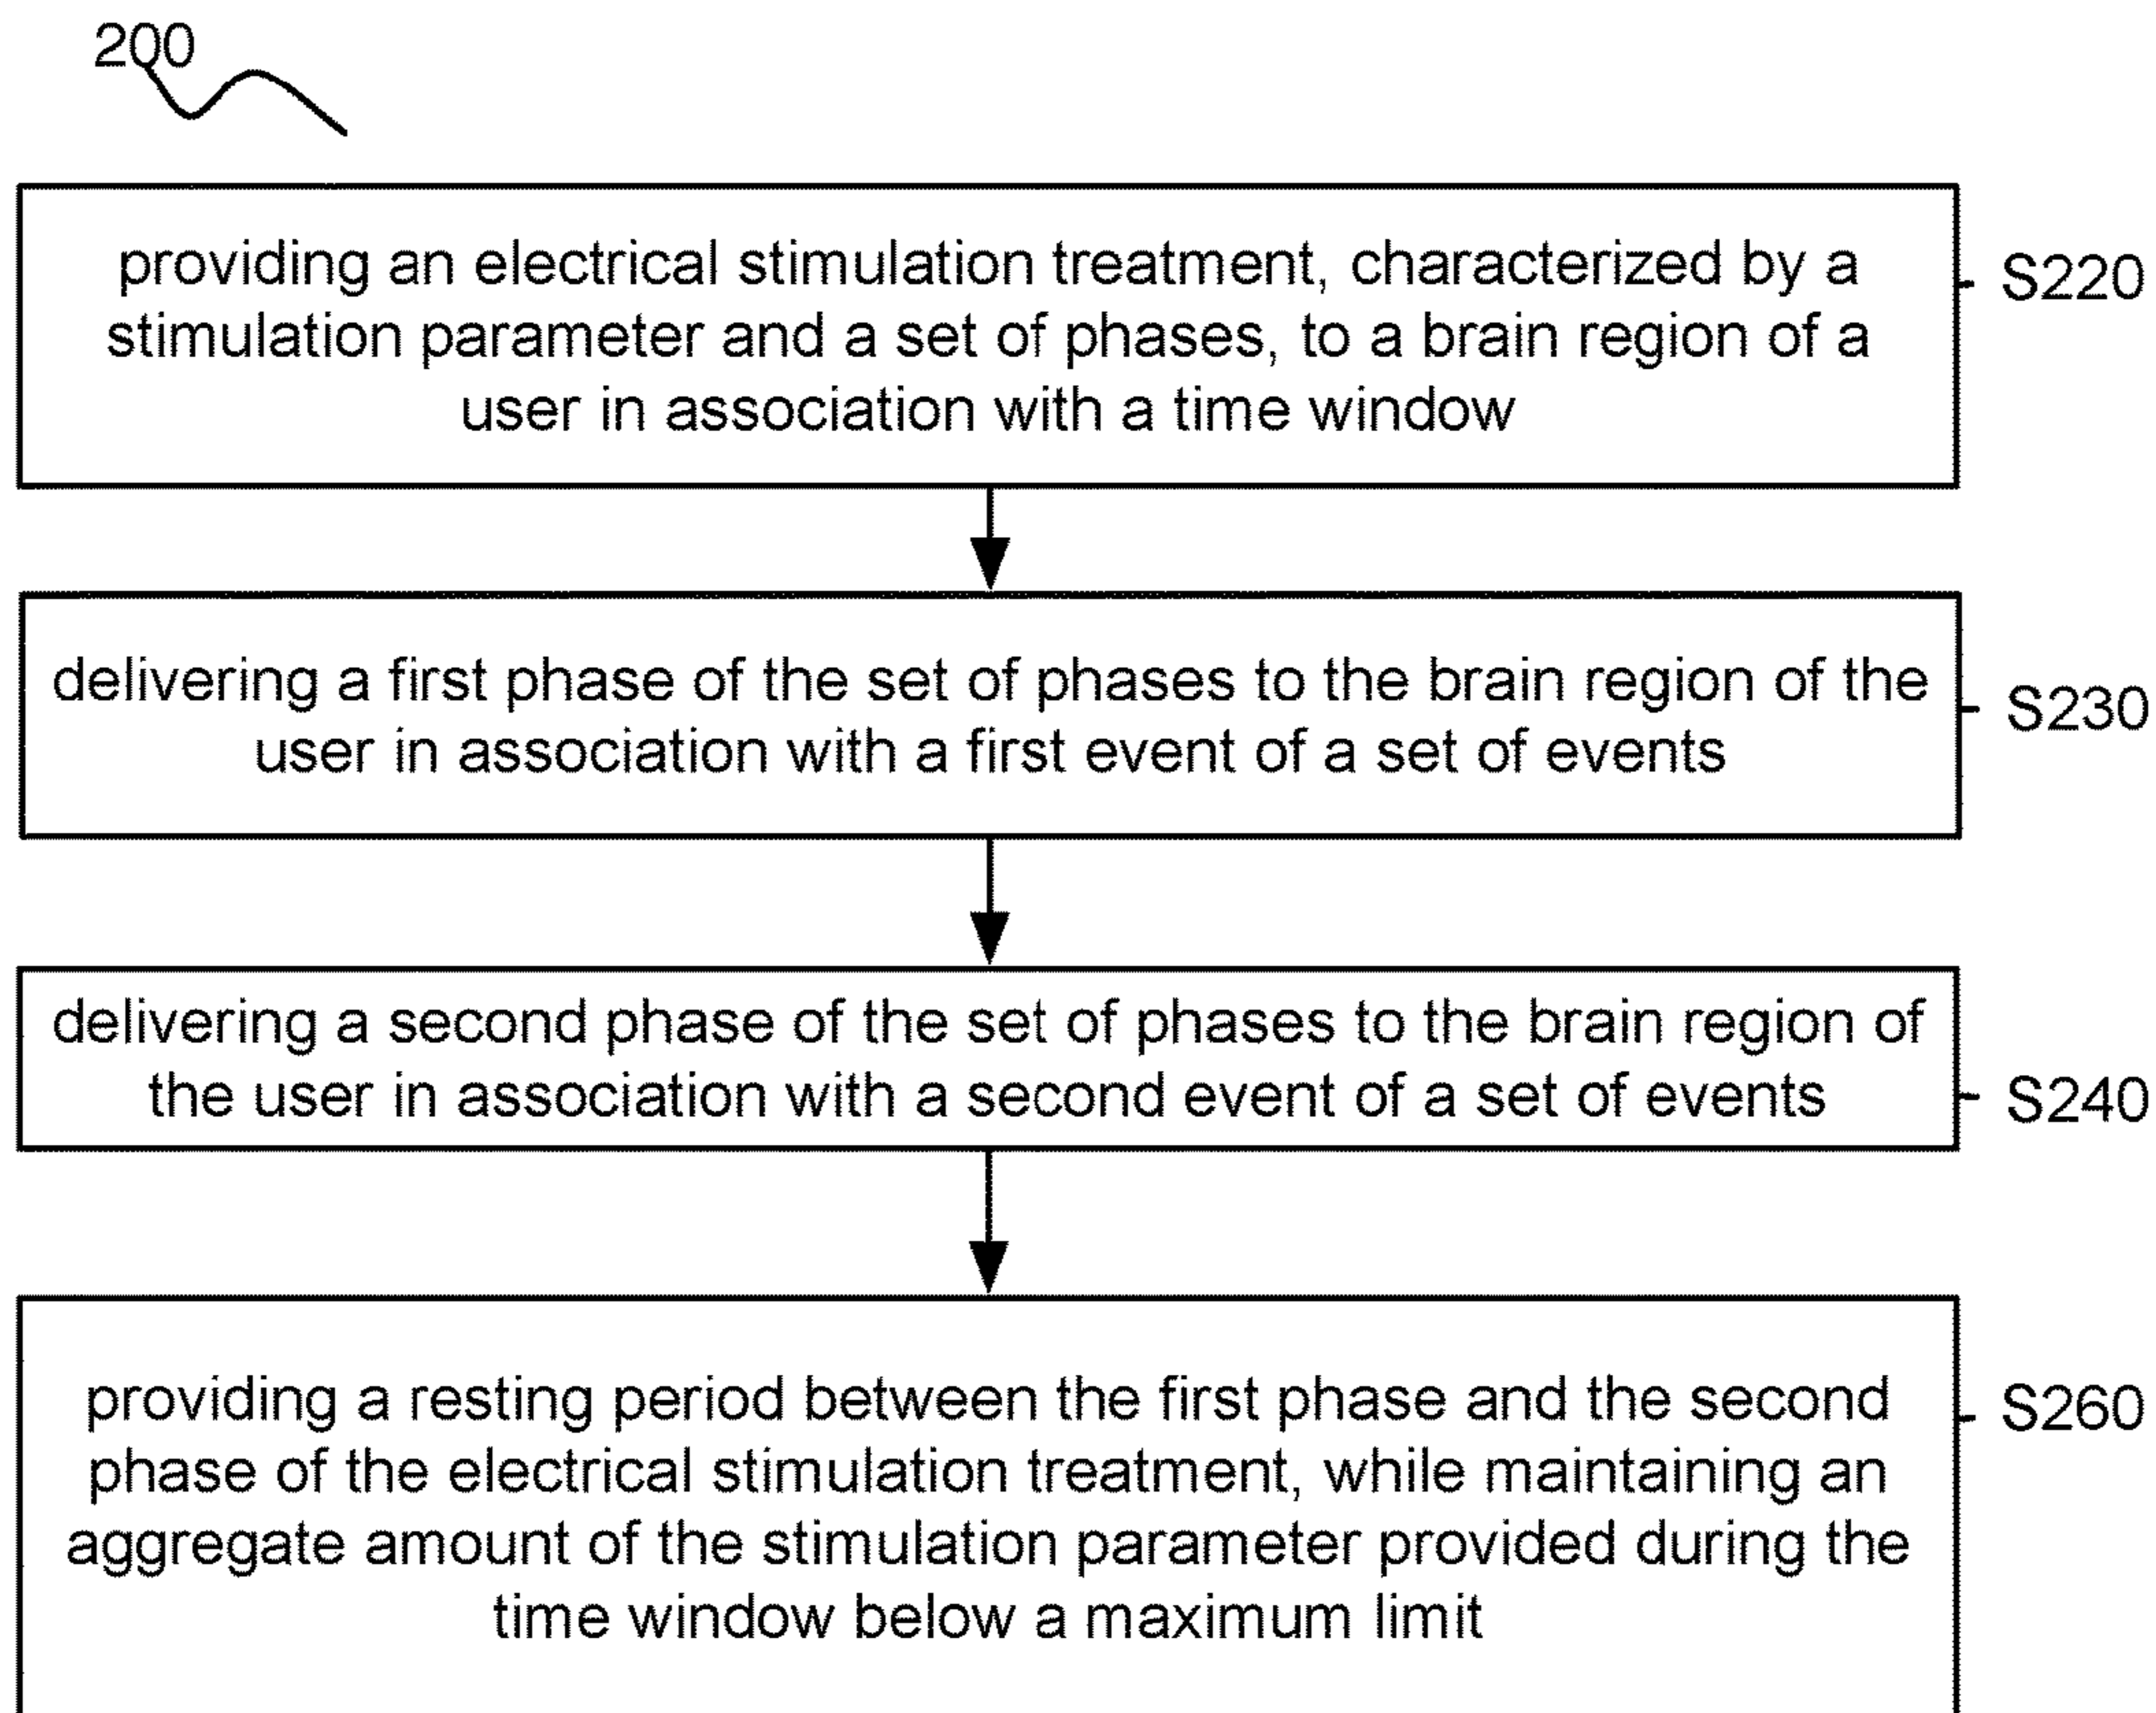 200
providing an electrical stimulation treatment, characterized by a
stimulation parameter and a set of phases, to a brain region of a
user in association with a time window
S220
delivering a first phase of the set of phases to the brain region of the
user in association with a first event of a set of events
S230
delivering a second phase of the set of phases to the brain region of
the user in association with a second event of a set of events
S240
providing a resting period between the first phase and the second
phase of the electrical stimulation treatment, while maintaining an
aggregate amount of the stimulation parameter provided during the
time window below a maximum limit
S260